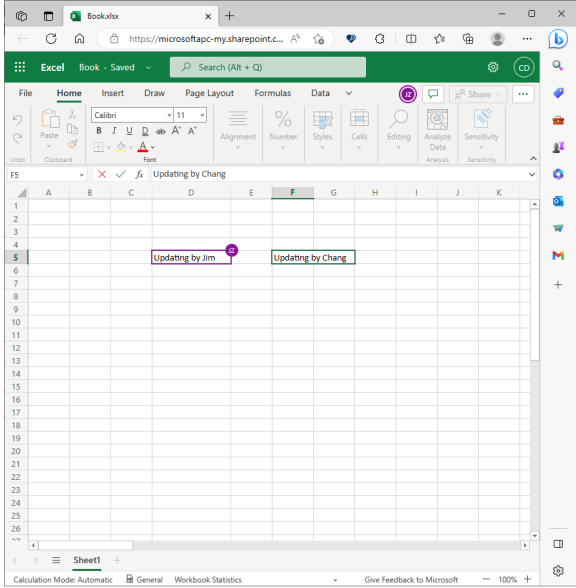 Book.xlsx
https://microsoftapc-my.sharepoint.c...
Excel Book - Saved Search (Alt + Q) CD
File Home Insert Draw Page Layout Formulas Data JZ Share
Calibri 11
Paste B I U D ab A^ A˅ Alignment Number Styles Cells Editing Analyze Data Sensitivity
Undo Clipboard Font Analysis Sensitivity
F5 fx Updating by Chang
A B C D E F G H I J K
1
2
3
4
5 Updating by Jim JZ Updating by Chang
6
7
8
9
10
11
12
13
14
15
16
17
18
19
20
21
22
23
24
25
26
27
Sheet1
Calculation Mode: Automatic General Workbook Statistics Give Feedback to Microsoft 100%